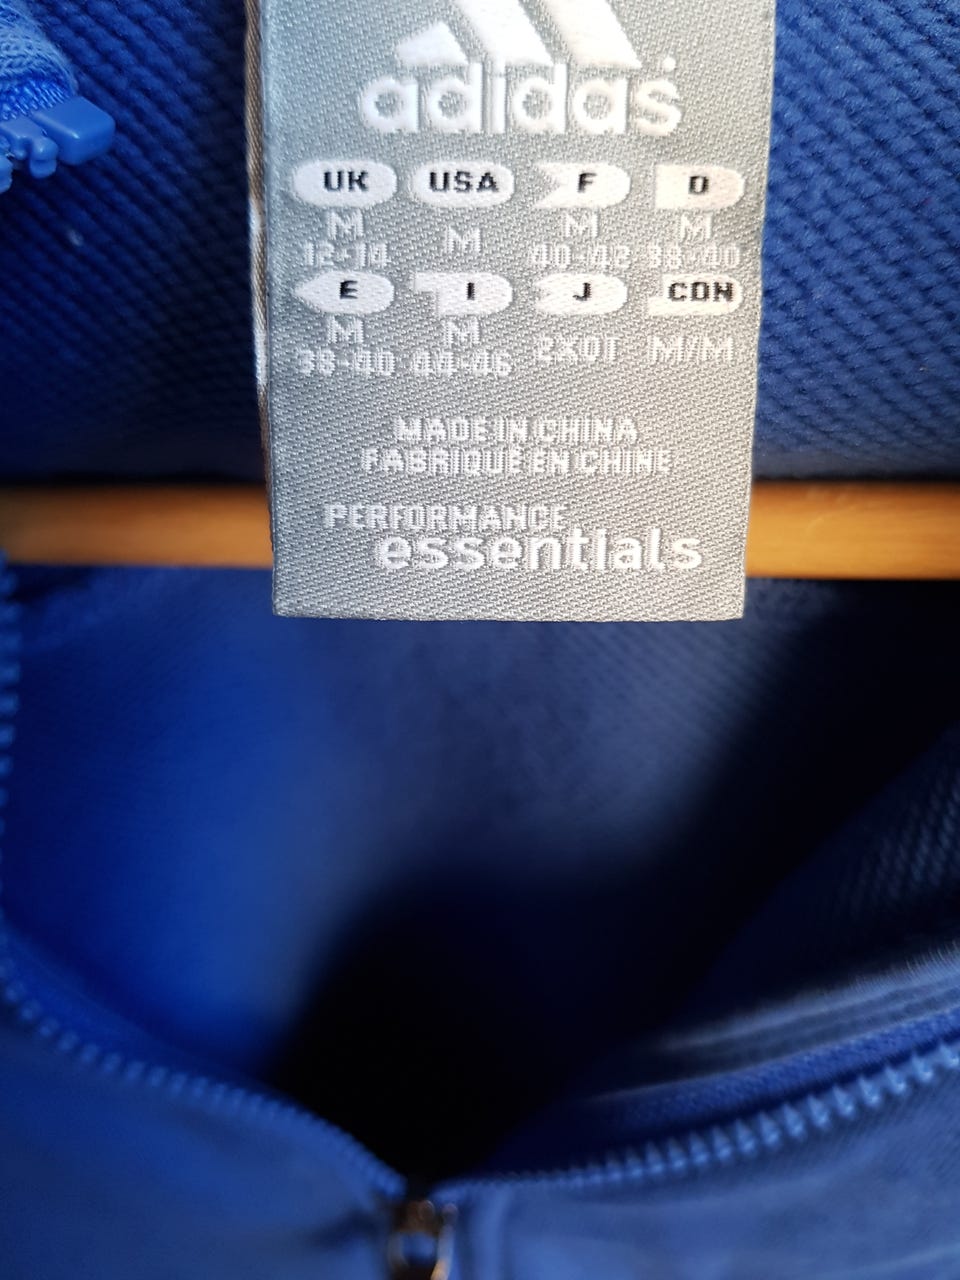 adidas
UK USA F D
M M M M
12-14 40-42 38-40
E I J CDN
M M 2XOT M/M
38-40 44-46
MADE IN CHINA
FABRIQUÉ EN CHINE
PERFORMANCE
essentials